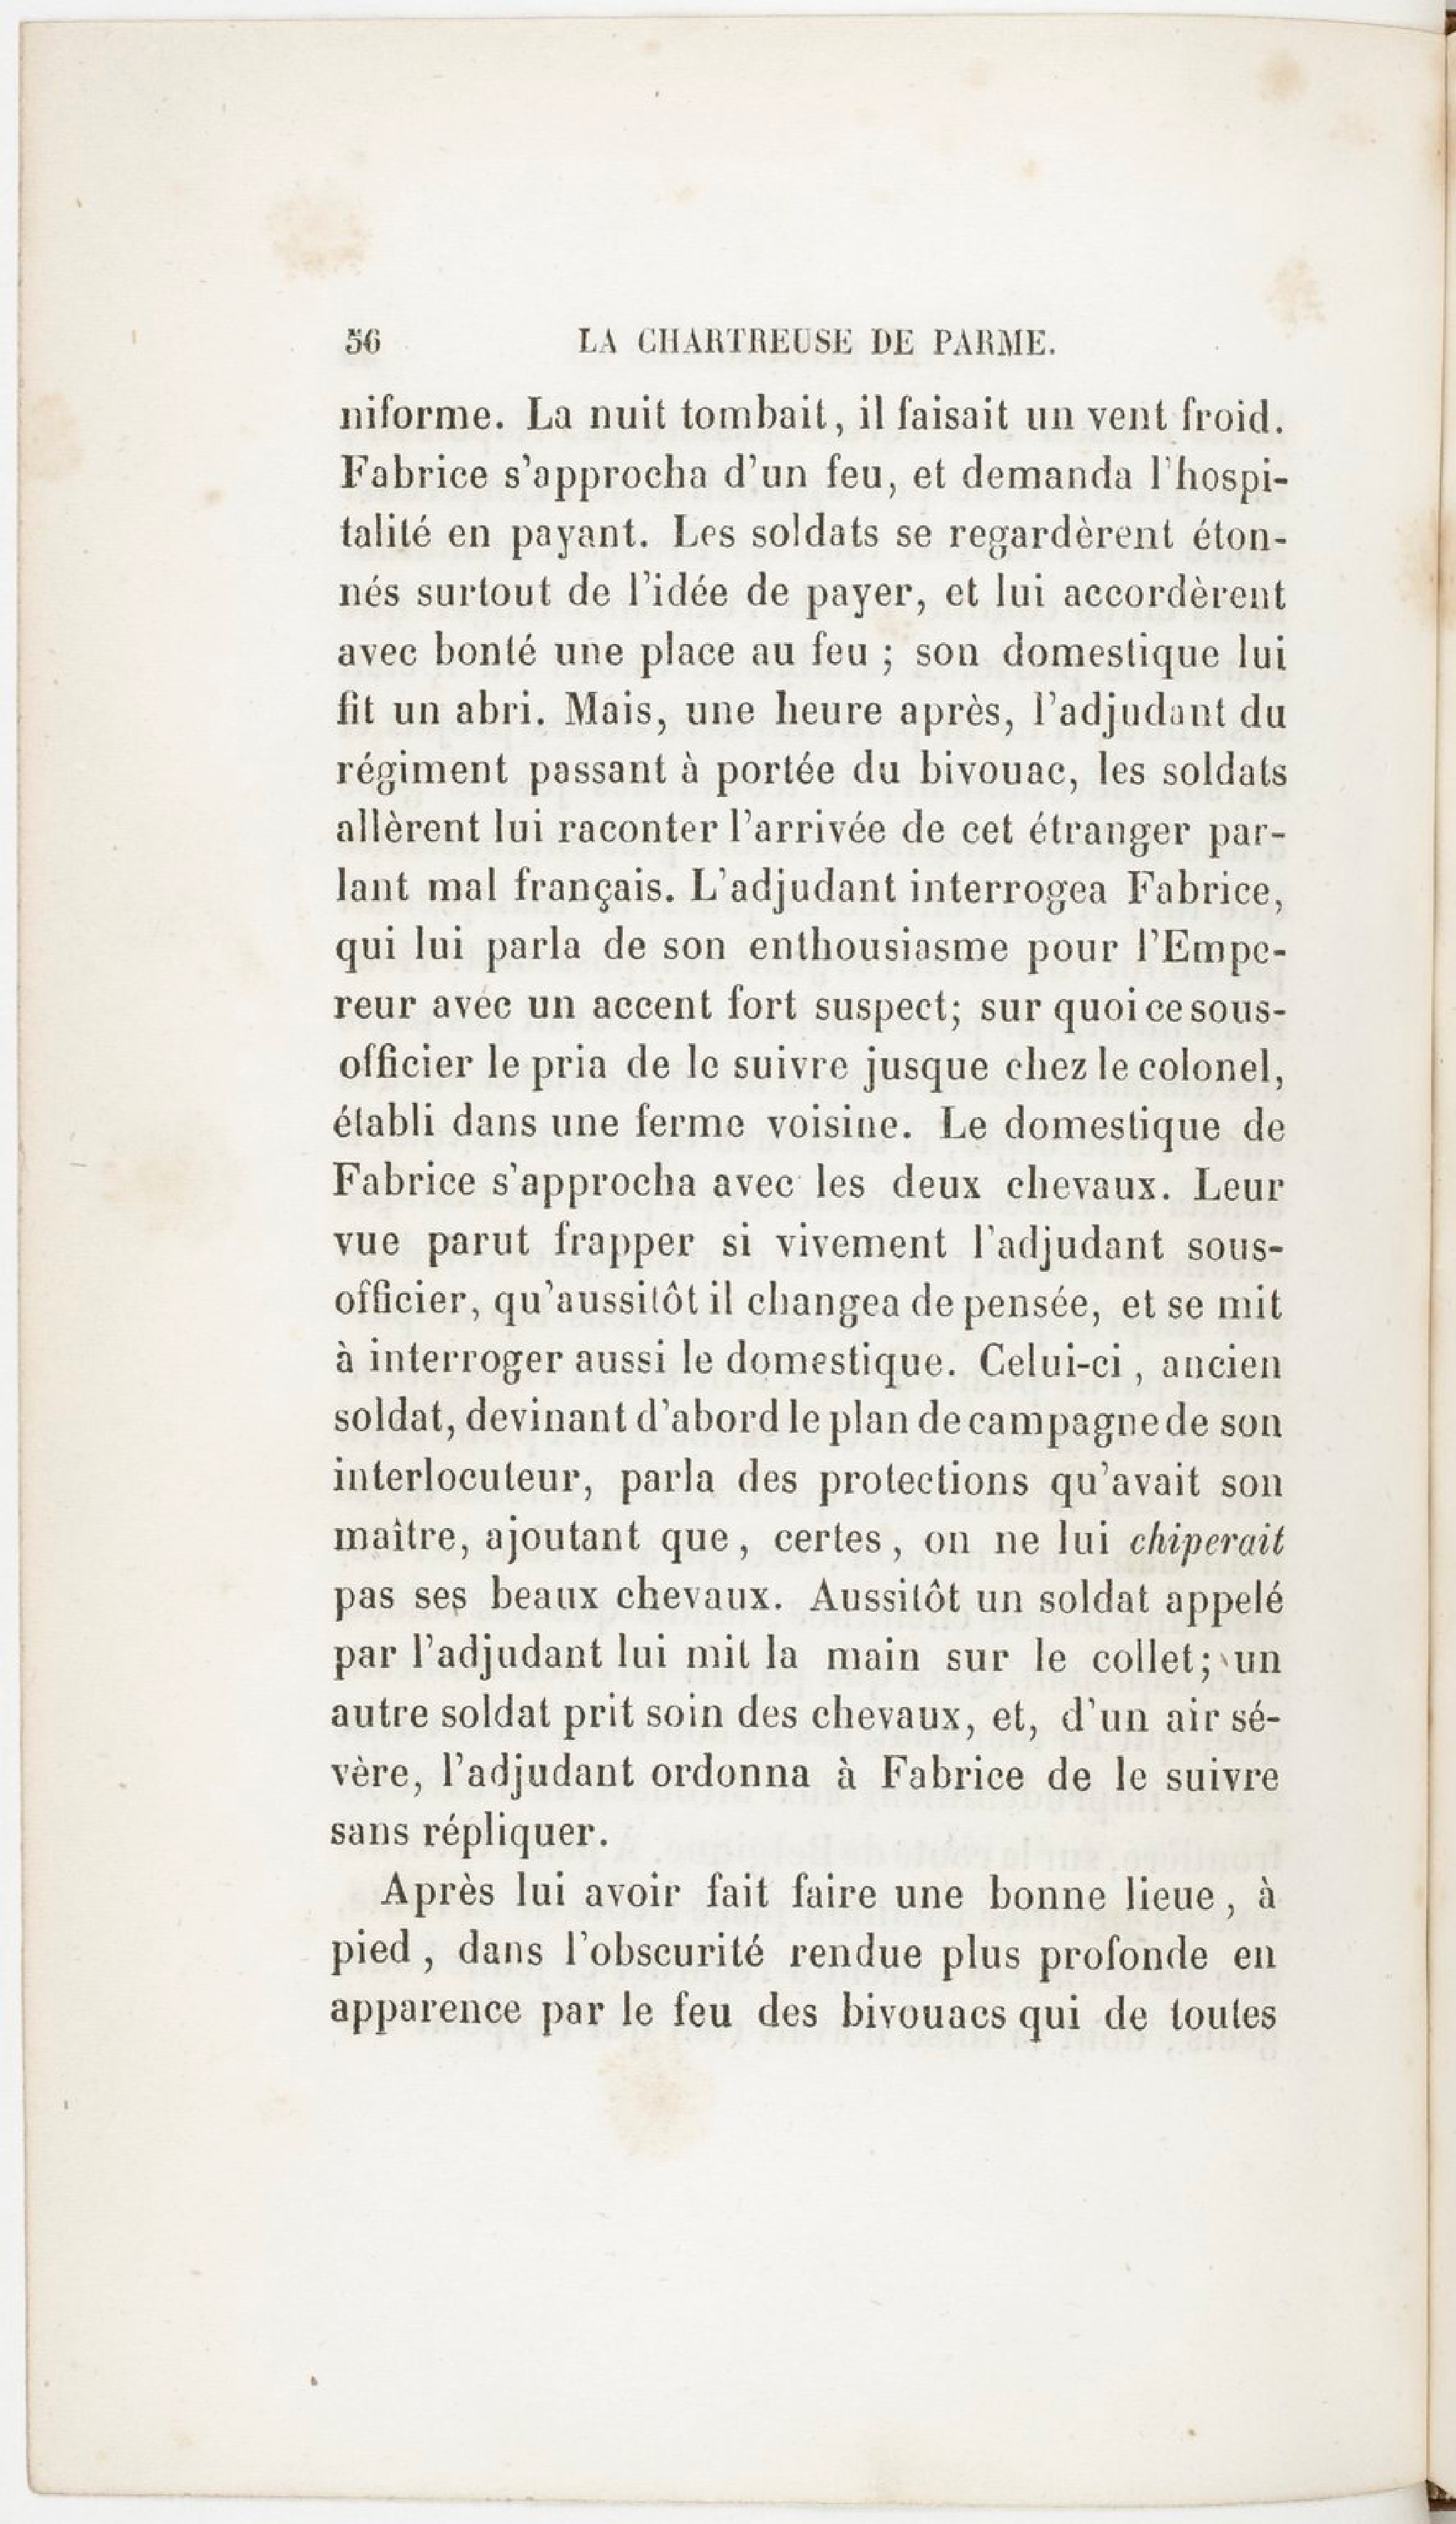 56 LA CHARTREUSE DE PARME.
niforme. La nuit tombait, il faisait un vent froid.
Fabrice s'approcha d'un feu, et demanda l'hospi-
talité en payant. Les soldats se regardèrent éton-
nés surtout de l'idée de payer, et lui accordèrent
avec bonté une place au feu ; son domestique lui
fit un abri. Mais, une heure après, l'adjudant du
régiment passant à portée du bivouac, les soldats
allèrent lui raconter l'arrivée de cet étranger par-
lant mal français. L'adjudant interrogea Fabrice,
qui lui parla de son enthousiasme pour l'Empe-
reur avec un accent fort suspect; sur quoi ce sous-
officier le pria de le suivre jusque chez le colonel,
établi dans une ferme voisine. Le domestique de
Fabrice s'approcha avec les deux chevaux. Leur
vue parut frapper si vivement l'adjudant sous-
officier, qu'aussitôt il changea de pensée, et se mit
à interroger aussi le domestique. Celui-ci, ancien
soldat, devinant d'abord le plan de campagne de son
interlocuteur, parla des protections qu'avait son
maître, ajoutant que, certes, on ne lui chiperait
pas ses beaux chevaux. Aussitôt un soldat appelé
par l'adjudant lui mit la main sur le collet; un
autre soldat prit soin des chevaux, et, d'un air sé-
vère, l'adjudant ordonna à Fabrice de le suivre
sans répliquer.
Après lui avoir fait faire une bonne lieue, à
pied, dans l'obscurité rendue plus profonde en
apparence par le feu des bivouacs qui de toutes